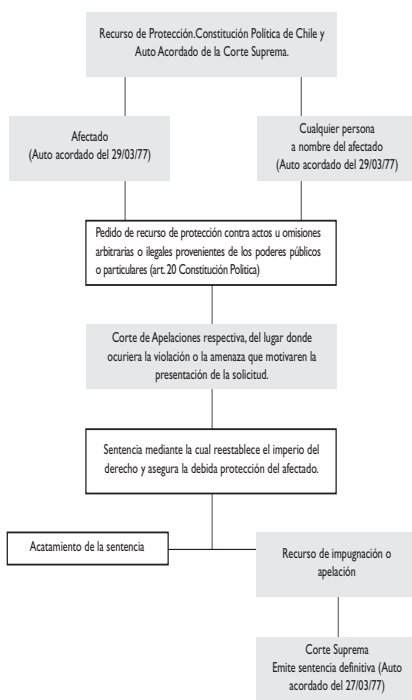 Recurso de Protección.Constitución Política de Chile y
Auto Acordado de la Corte Suprema.
Afectado
(Auto acordado del 29/03/77)
Cualquier persona
a nombre del afectado
(Auto acordado del 29/03/77)
Pedido de recurso de protección contra actos u omisiones
arbitrarias o ilegales provenientes de los poderes públicos
o particulares (art. 20 Constitución Politica)
Corte de Apelaciones respectiva, del lugar donde
ocuriera la violación o la amenaza que motivaren la
presentación de la solicitud.
Sentencia mediante la cual reestablece el imperio del
derecho y asegura la debida protección del afectado.
Acatamiento de la sentencia
Recurso de impugnación o
apelación
Corte Suprema
Emite sentencia definitiva (Auto
acordado del 27/03/77)